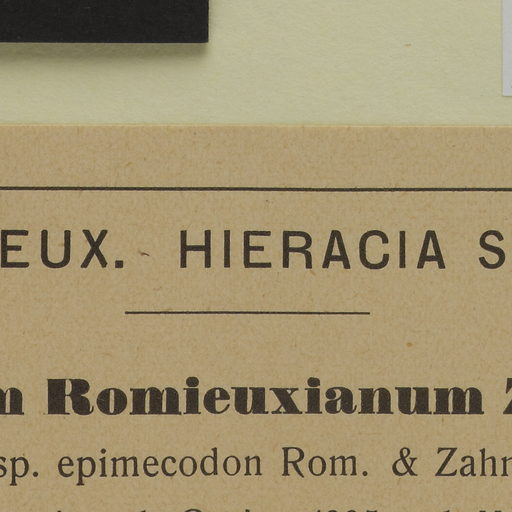 EUX. HIERACIA S
m Romieuxianum Z
sp. epimecodon Rom. & Zahn